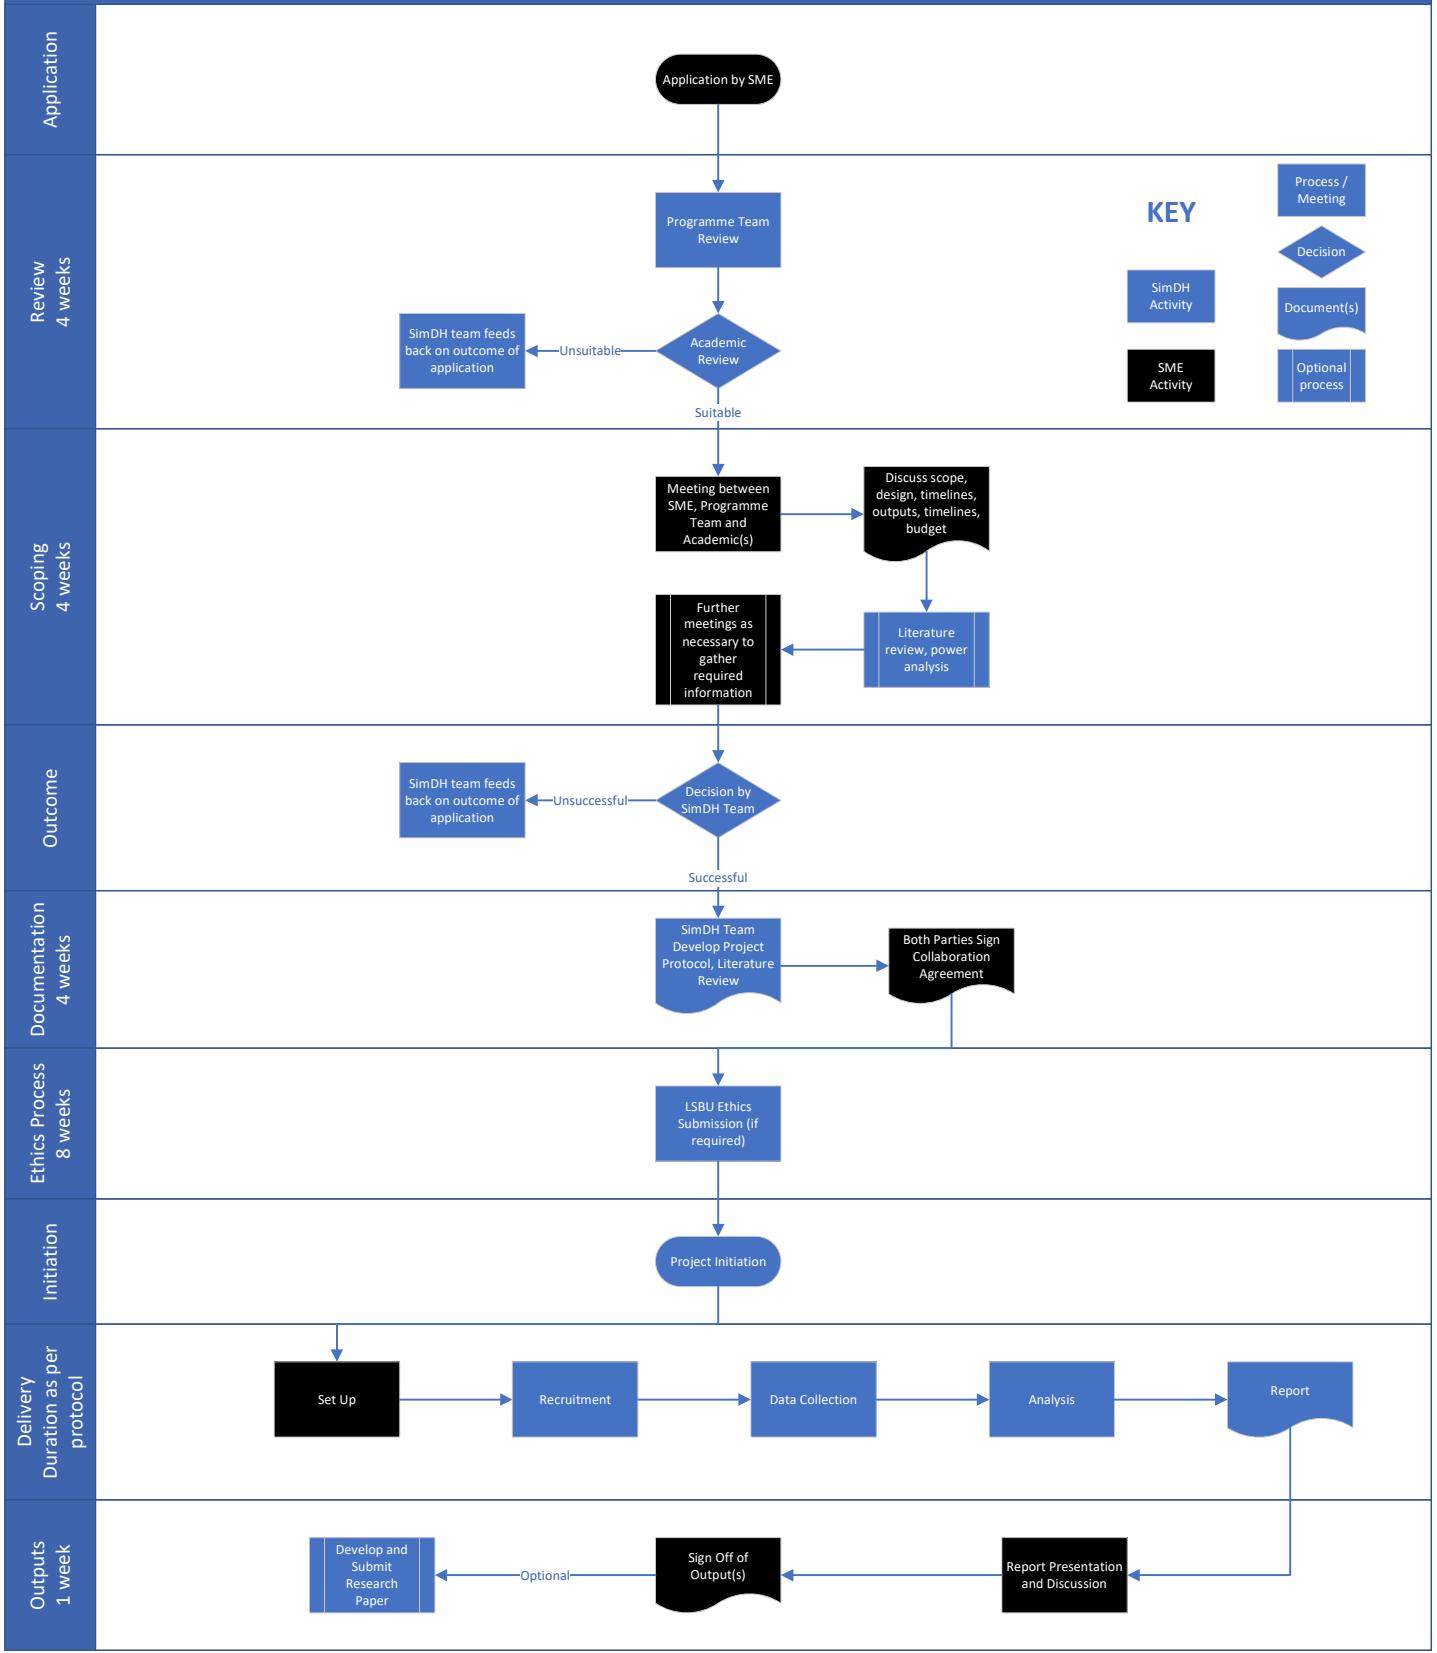 Application
Application by SME
Review
4 weeks
Programme Team
Review
Academic
Review
Unsuitable
SimDH team feeds
back on outcome of
application
Suitable
KEY
SimDH
Activity
SME
Activity
Process /
Meeting
Decision
Document(s)
Optional
process
Scoping
4 weeks
Meeting between
SME, Programme
Team and
Academic(s)
Discuss scope,
design, timelines,
outputs, timelines,
budget
Literature
review, power
analysis
Further
meetings as
necessary to
gather
required
information
Outcome
Decision by
SimDH Team
Unsuccessful
SimDH team feeds
back on outcome of
application
Successful
Documentation
4 weeks
SimDH Team
Develop Project
Protocol, Literature
Review
Both Parties Sign
Collaboration
Agreement
Ethics Process
8 weeks
LSBU Ethics
Submission (if
required)
Initiation
Project Initiation
Delivery
Duration as per
protocol
Set Up
Recruitment
Data Collection
Analysis
Report
Outputs
1 week
Report Presentation
and Discussion
Sign Off of
Output(s)
Optional
Develop and
Submit
Research
Paper